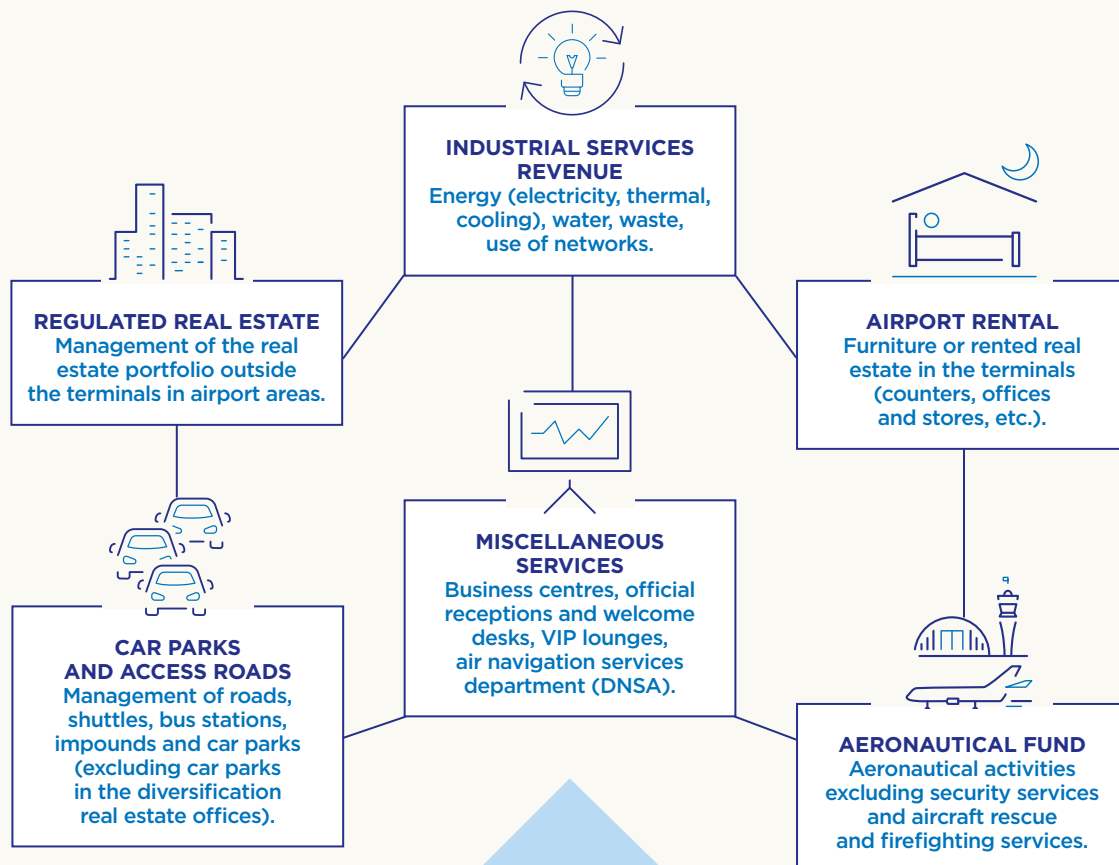 INDUSTRIAL SERVICES
REVENUE
Energy (electricity, thermal,
cooling), water, waste,
use of networks.
REGULATED REAL ESTATE
Management of the real
estate portfolio outside
the terminals in airport areas.
AIRPORT RENTAL
Furniture or rented real
estate in the terminals
(counters, offices
and stores, etc.).
MISCELLANEOUS
SERVICES
Business centres, official
receptions and welcome
desks, VIP lounges,
air navigation services
department (DNSA).
CAR PARKS
AND ACCESS ROADS
Management of roads,
shuttles, bus stations,
impounds and car parks
(excluding car parks
in the diversification
real estate offices).
AERONAUTICAL FUND
Aeronautical activities
excluding security services
and aircraft rescue
and firefighting services.